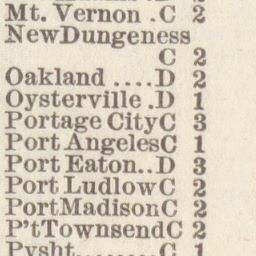 Mt. Vernon .C 2
NewDungeness
C 2
Oakland ....D 2
Oysterville .D 1
Portage CityC 3
Port AngelesC 1
Port Eaton..D 3
Port LudlowC 2
PortMadisonC 2
P'tTownsendC 2
Pysht........C 1